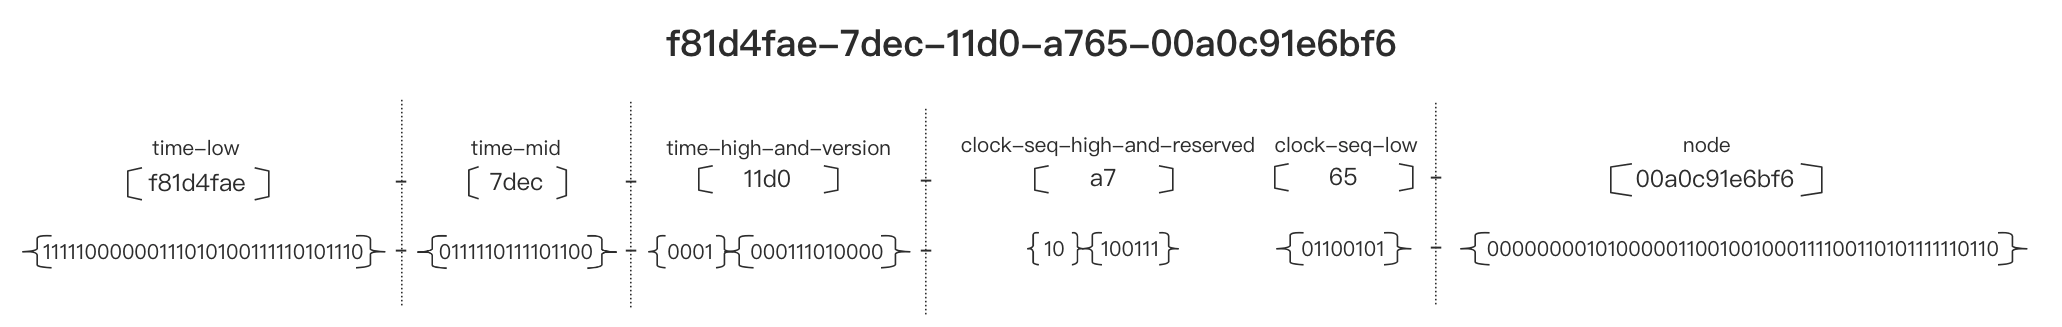 f81d4fae–7dec–11d0–a765–00a0c91e6bf6
time–low time–mid time–high–and–version clock–seq–high–and–reserved clock–seq–low node
[ f81d4fae ] – [ 7dec ] – [ 11d0 ] – [ a7 ] [ 65 ] – [ 00a0c91e6bf6 ]
{11111000000111010100111110101110} – {0111110111101100} – {0001}{000111010000} – {10}{100111} {01100101} – {000000001010000011001001000111100110101111110110}